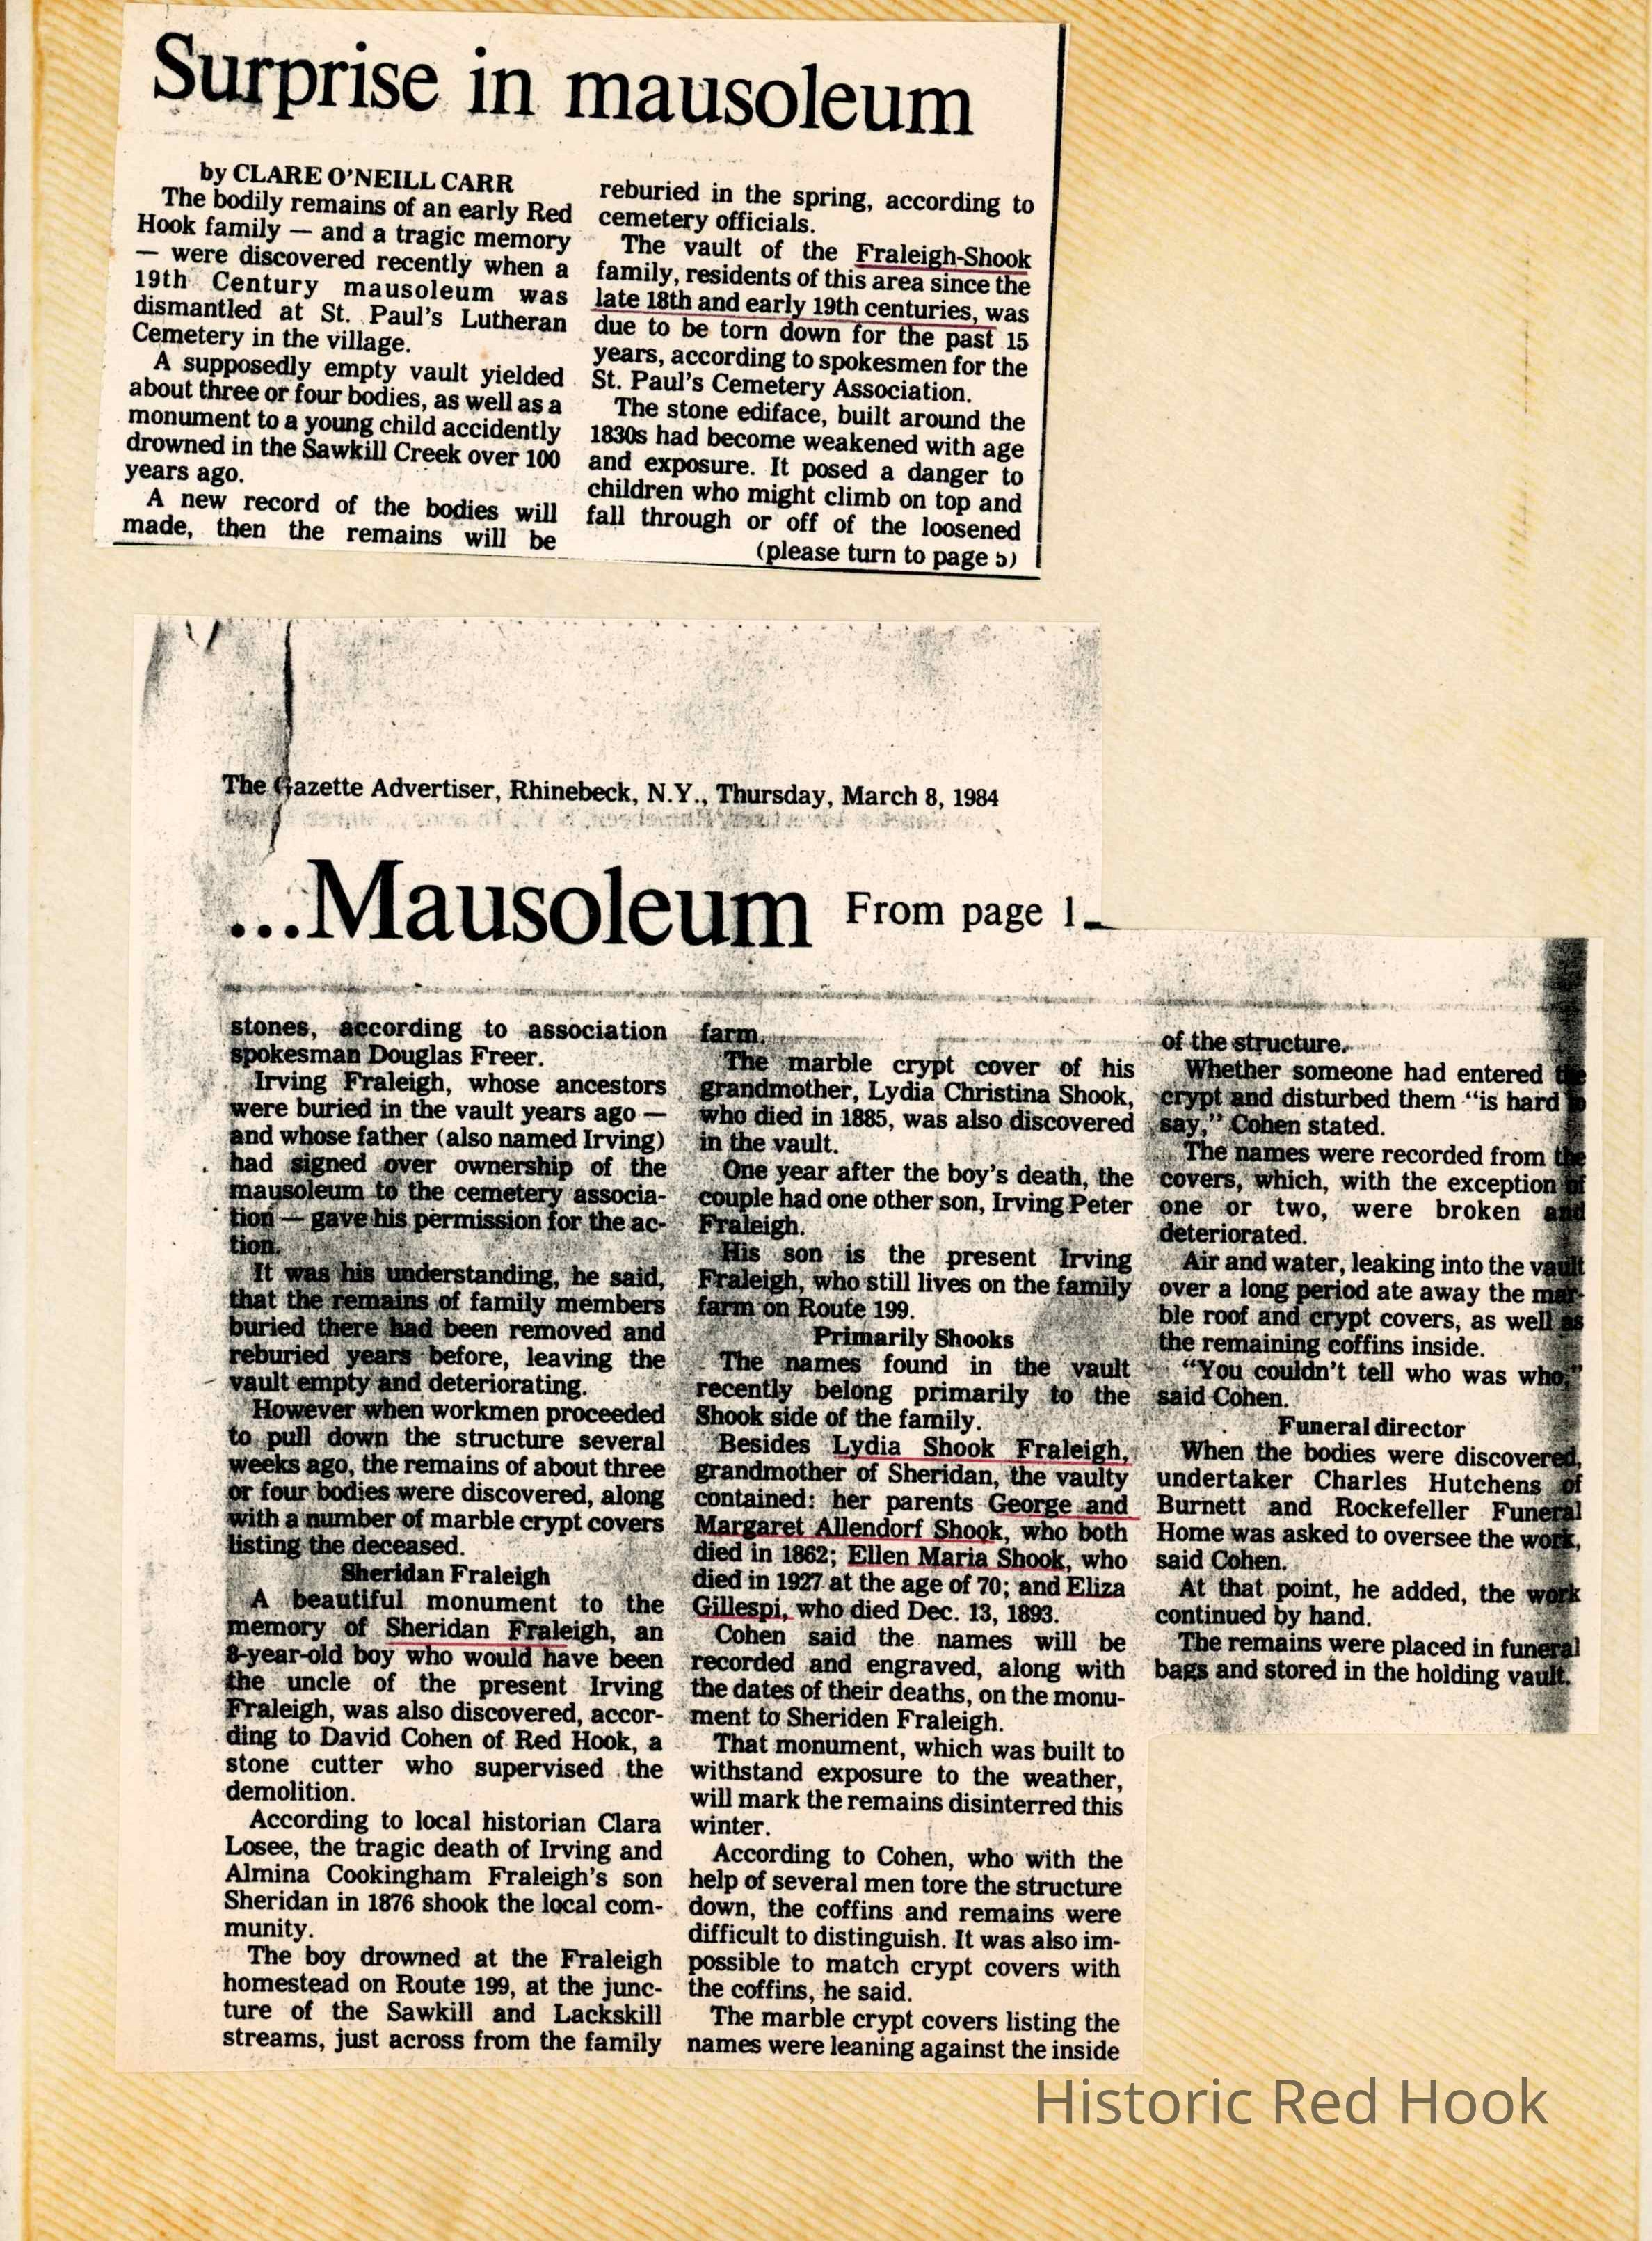 Surprise in mausoleum
by CLARE O'NEILL CARR
The bodily remains of an early Red
Hook family — and a tragic memory
— were discovered recently when a
19th Century mausoleum was
dismantled at St. Paul's Lutheran
Cemetery in the village.
A supposedly empty vault yielded
about three or four bodies, as well as a
monument to a young child accidently
drowned in the Sawkill Creek over 100
years ago.
A new record of the bodies will
made, then the remains will be
reburied in the spring, according to
cemetery officials.
The vault of the Fraleigh-Shook
family, residents of this area since the
late 18th and early 19th centuries, was
due to be torn down for the past 15
years, according to spokesmen for the
St. Paul's Cemetery Association.
The stone ediface, built around the
1830s had become weakened with age
and exposure. It posed a danger to
children who might climb on top and
fall through or off of the loosened
(please turn to page 5)
The Gazette Advertiser, Rhinebeck, N.Y., Thursday, March 8, 1984
...Mausoleum From page 1
stones, according to association
spokesman Douglas Freer.
Irving Fraleigh, whose ancestors
were buried in the vault years ago —
and whose father (also named Irving)
had signed over ownership of the
mausoleum to the cemetery associa-
tion — gave his permission for the ac-
tion.
It was his understanding, he said,
that the remains of family members
buried there had been removed and
reburied years before, leaving the
vault empty and deteriorating.
However when workmen proceeded
to pull down the structure several
weeks ago, the remains of about three
or four bodies were discovered, along
with a number of marble crypt covers
listing the deceased.
Sheridan Fraleigh
A beautiful monument to the
memory of Sheridan Fraleigh, an
8-year-old boy who would have been
the uncle of the present Irving
Fraleigh, was also discovered, accor-
ding to David Cohen of Red Hook, a
stone cutter who supervised the
demolition.
According to local historian Clara
Losee, the tragic death of Irving and
Almina Cookingham Fraleigh's son
Sheridan in 1876 shook the local com-
munity.
The boy drowned at the Fraleigh
homestead on Route 199, at the junc-
ture of the Sawkill and Lackskill
streams, just across from the family
farm.
The marble crypt cover of his
grandmother, Lydia Christina Shook,
who died in 1885, was also discovered
in the vault.
One year after the boy's death, the
couple had one other son, Irving Peter
Fraleigh.
His son is the present Irving
Fraleigh, who still lives on the family
farm on Route 199.
Primarily Shooks
The names found in the vault
recently belong primarily to the
Shook side of the family.
Besides Lydia Shook Fraleigh,
grandmother of Sheridan, the vaulty
contained: her parents George and
Margaret Allendorf Shook, who both
died in 1862; Ellen Maria Shook, who
died in 1927 at the age of 70; and Eliza
Gillespi, who died Dec. 13, 1893.
Cohen said the names will be
recorded and engraved, along with
the dates of their deaths, on the monu-
ment to Sheriden Fraleigh.
That monument, which was built to
withstand exposure to the weather,
will mark the remains disinterred this
winter.
According to Cohen, who with the
help of several men tore the structure
down, the coffins and remains were
difficult to distinguish. It was also im-
possible to match crypt covers with
the coffins, he said.
The marble crypt covers listing the
names were leaning against the inside
of the structure.
Whether someone had entered the
crypt and disturbed them "is hard to
say," Cohen stated.
The names were recorded from the
covers, which, with the exception of
one or two, were broken and
deteriorated.
Air and water, leaking into the vault
over a long period ate away the mar-
ble roof and crypt covers, as well as
the remaining coffins inside.
"You couldn't tell who was who,"
said Cohen.
Funeral director
When the bodies were discovered,
undertaker Charles Hutchens of
Burnett and Rockefeller Funeral
Home was asked to oversee the work,
said Cohen.
At that point, he added, the work
continued by hand.
The remains were placed in funeral
bags and stored in the holding vault.
Historic Red Hook